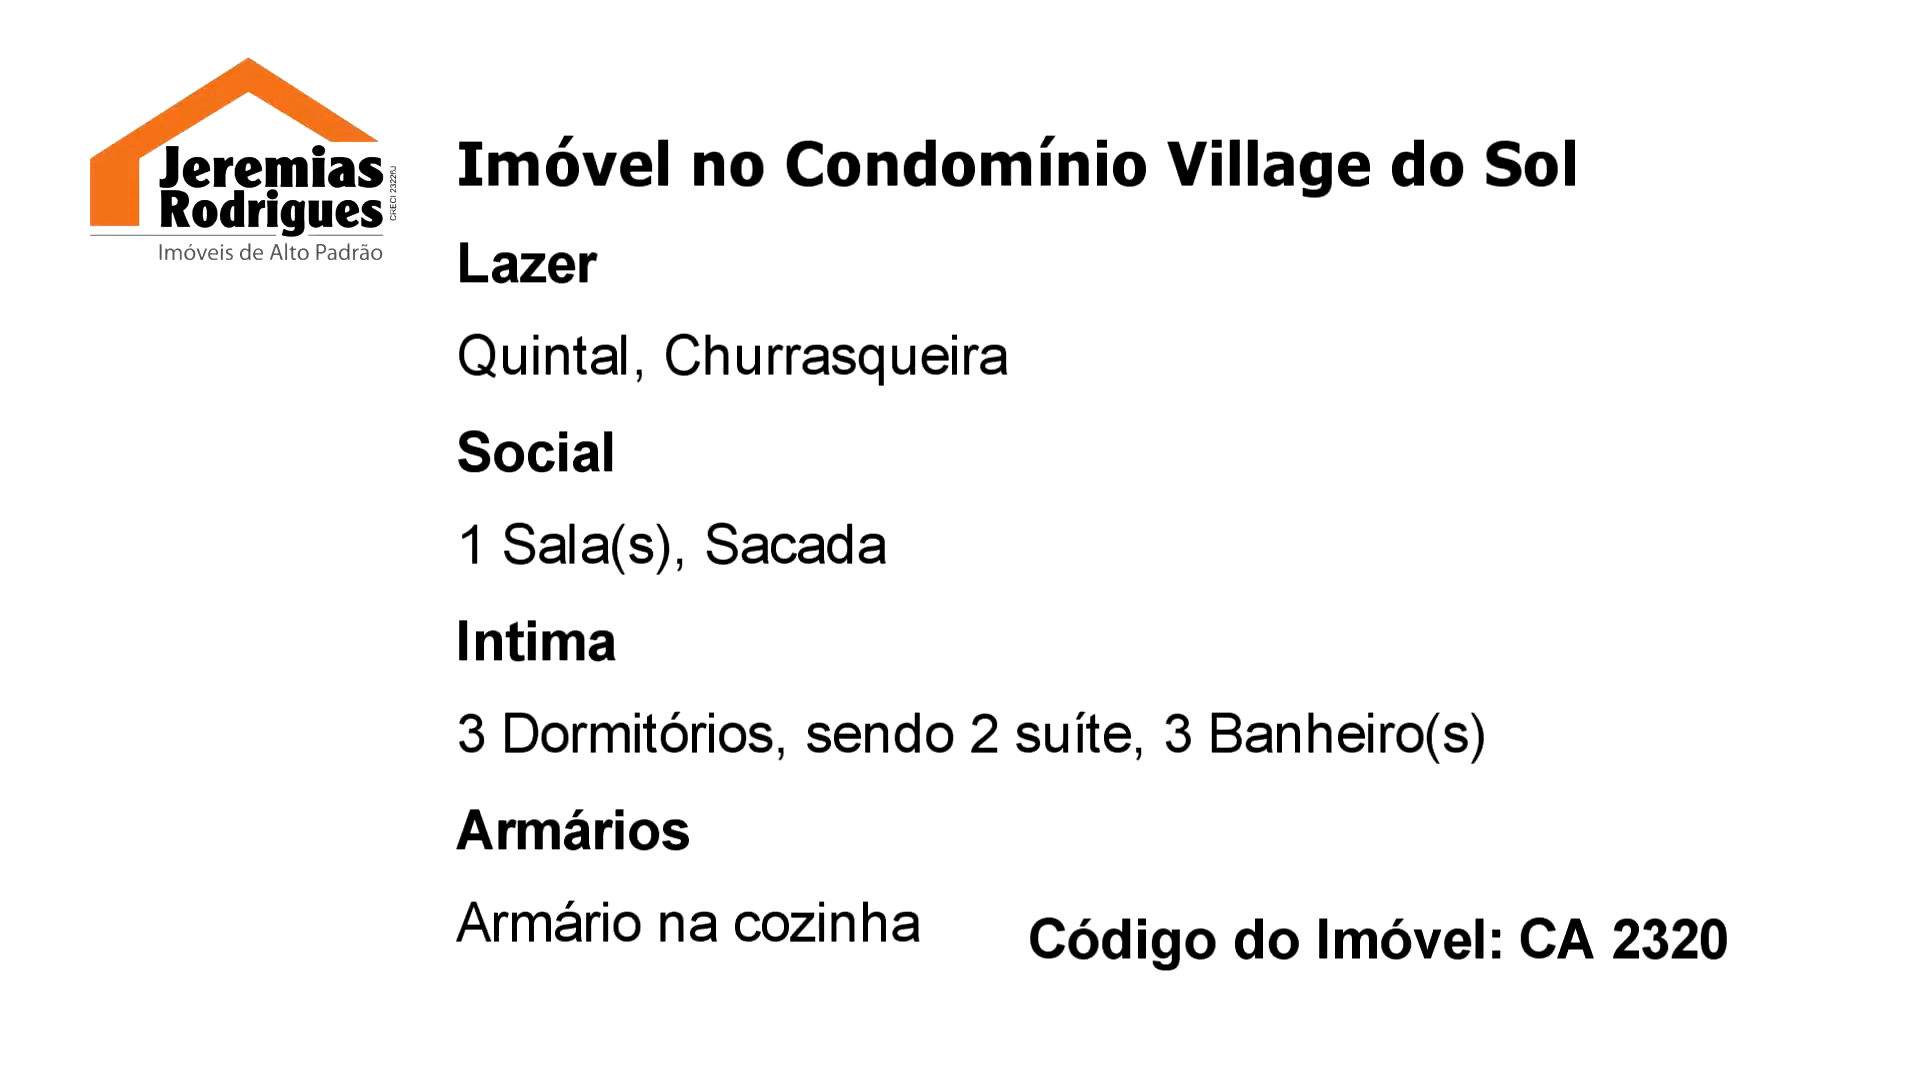 Jeremias
Rodrigues
Imóveis de Alto Padrão
Imóvel no Condomínio Village do Sol
Lazer
Quintal, Churrasqueira
Social
1 Sala(s), Sacada
Intima
3 Dormitórios, sendo 2 suíte, 3 Banheiro(s)
Armários
Armário na cozinha
Código do Imóvel: CA 2320